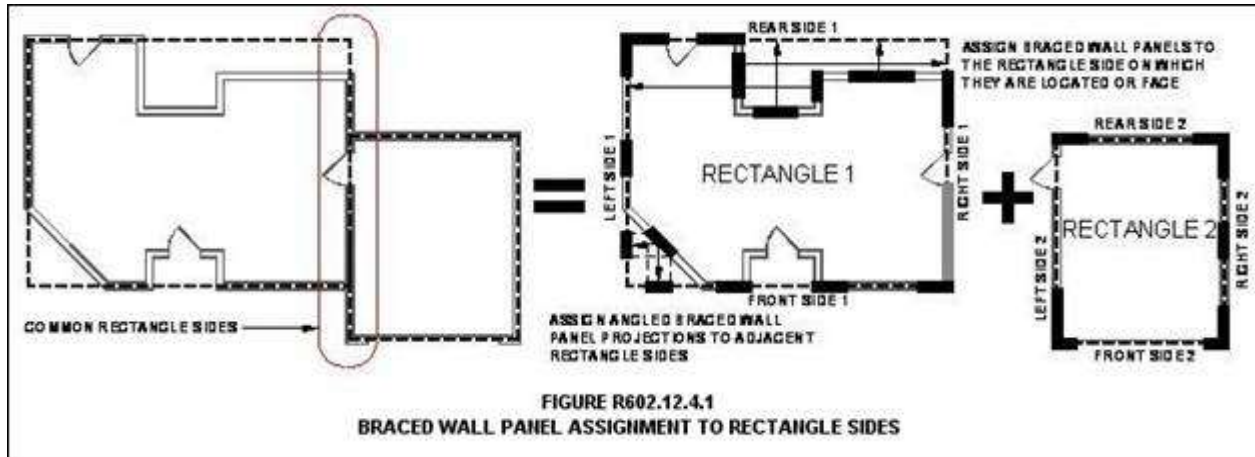 REAR SIDE 1
ASSIGN BRACED WALL PANELS TO
THE RECTANGLE SIDE ON WHICH
THEY ARE LOCATED OR FACE
REAR SIDE 2
LEFT SIDE 1
RECTANGLE 1
RIGHT SIDE 1
RECTANGLE 2
LEFT SIDE 2
RIGHT SIDE 2
FRONT SIDE 1
COMMON RECTANGLE SIDES
ASSIGN ANGLED BRACED WALL
PANEL PROJECTIONS TO ADJACENT
RECTANGLE SIDES
FRONT SIDE 2
FIGURE R602.12.4.1
BRACED WALL PANEL ASSIGNMENT TO RECTANGLE SIDES